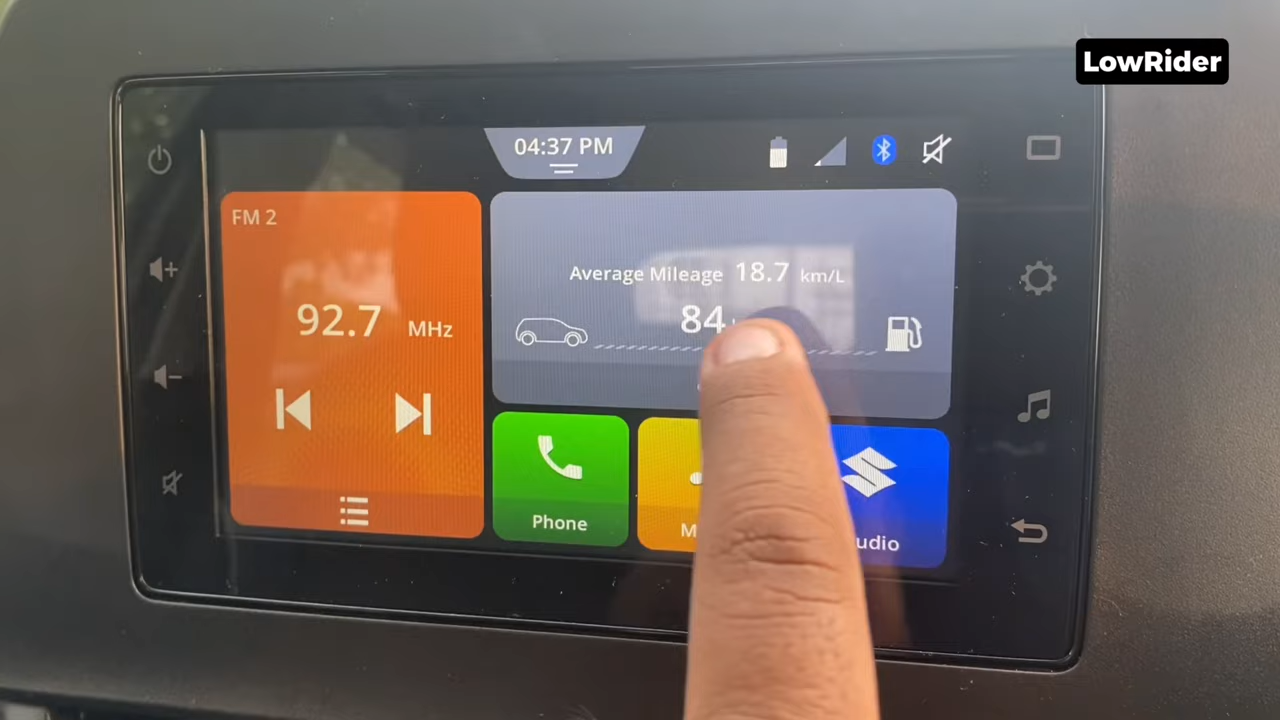 LowRider
04:37 PM
FM 2
92.7 MHz
Average Mileage 18.7 km/L
84
Phone
M
udio